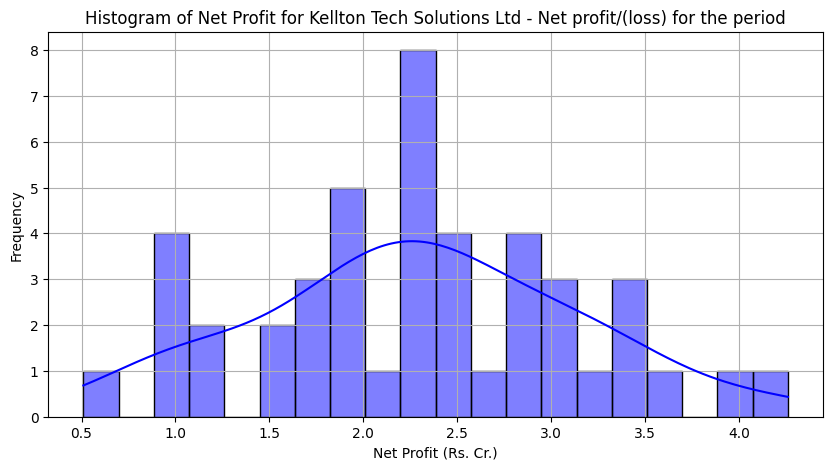 Histogram of Net Profit for Kellton Tech Solutions Ltd - Net profit/(loss) for the period
8
7
6
5
4
3
2
1
0
Frequency
0.5 1.0 1.5 2.0 2.5 3.0 3.5 4.0
Net Profit (Rs. Cr.)